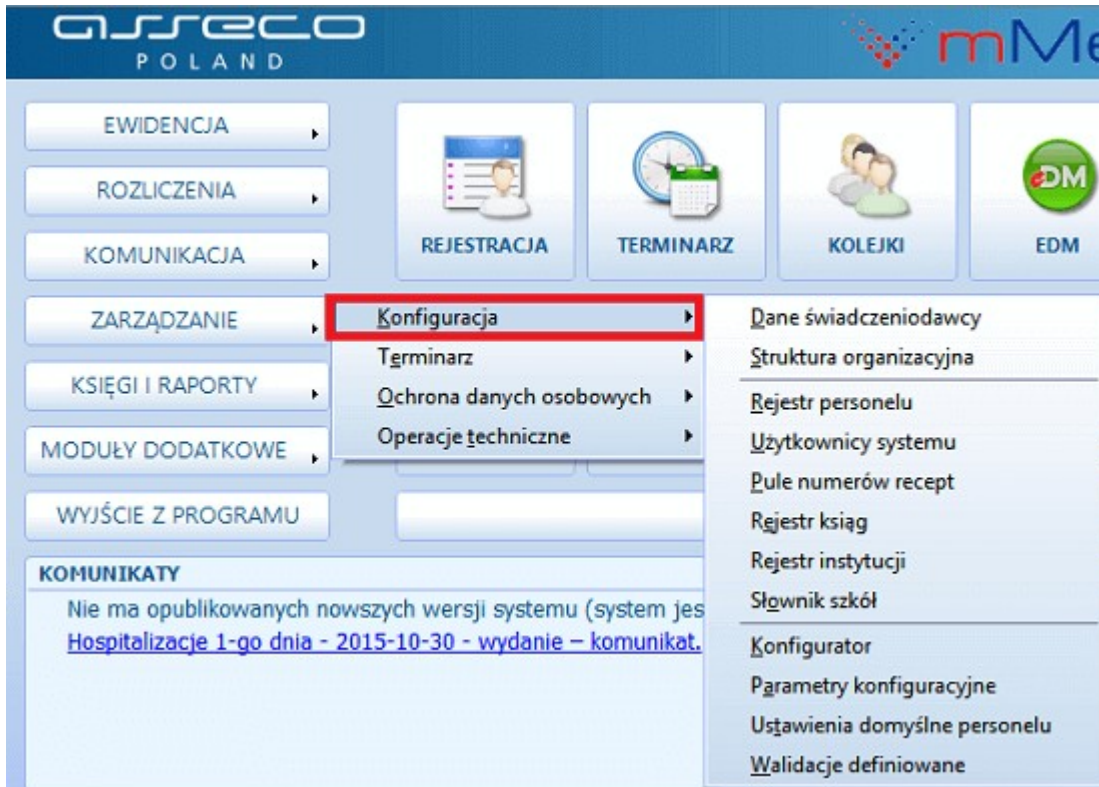 asseco
POLAND
mMe
EWIDENCJA
ROZLICZENIA
KOMUNIKACJA
ZARZĄDZANIE
KSIĘGI I RAPORTY
MODUŁY DODATKOWE
WYJŚCIE Z PROGRAMU
REJESTRACJA
TERMINARZ
KOLEJKI
eDM
EDM
Konfiguracja
Terminarz
Ochrona danych osobowych
Operacje techniczne
Dane świadczeniodawcy
Struktura organizacyjna
Rejestr personelu
Użytkownicy systemu
Pule numerów recept
Rejestr ksiąg
Rejestr instytucji
Słownik szkół
Konfigurator
Parametry konfiguracyjne
Ustawienia domyślne personelu
Walidacje definiowane
KOMUNIKATY
Nie ma opublikowanych nowszych wersji systemu (system jes
Hospitalizacje 1-go dnia - 2015-10-30 - wydanie – komunikat.